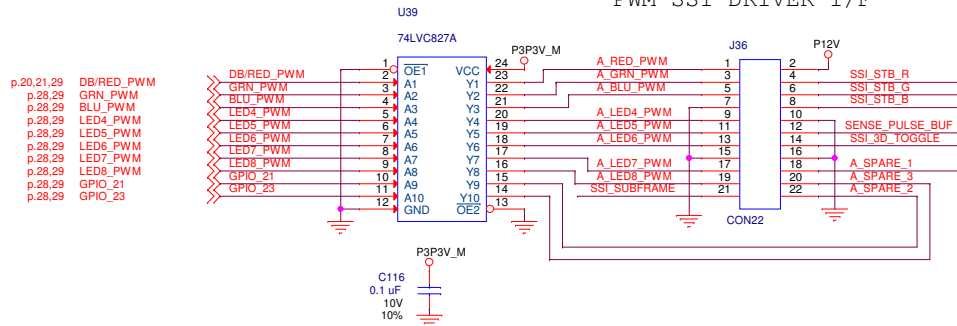 PWM SSI DRIVER I/F
U39
74LVC827A
J36
P3P3V_M
P12V
1 OE1 VCC 24
p.20,21,29 DB/RED_PWM DB/RED_PWM 2 A1 Y1 23 A_RED_PWM 1 2
p.28,29 GRN_PWM GRN_PWM 3 A2 Y2 22 A_GRN_PWM 3 4 SSI_STB_R
p.28,29 BLU_PWM BLU_PWM 4 A3 Y3 21 A_BLU_PWM 5 6 SSI_STB_G
7 8 SSI_STB_B
p.28,29 LED4_PWM LED4_PWM 5 A4 Y4 20 A_LED4_PWM 9 10
p.28,29 LED5_PWM LED5_PWM 6 A5 Y5 19 A_LED5_PWM 11 12 SENSE_PULSE_BUF
p.28,29 LED6_PWM LED6_PWM 7 A6 Y6 18 A_LED6_PWM 13 14 SSI_3D_TOGGLE
15 16
p.28,29 LED7_PWM LED7_PWM 8 A7 Y7 17 A_LED7_PWM 17 18 A_SPARE_1
p.28,29 LED8_PWM LED8_PWM 9 A8 Y8 16 A_LED8_PWM 19 20 A_SPARE_3
p.28,29 GPIO_21 GPIO_21 10 A9 Y9 15 SSI_SUBFRAME 21 22 A_SPARE_2
p.28,29 GPIO_23 GPIO_23 11 A10 Y10 14
12 GND OE2 13
CON22
P3P3V_M
C116
0.1 uF
10V
10%